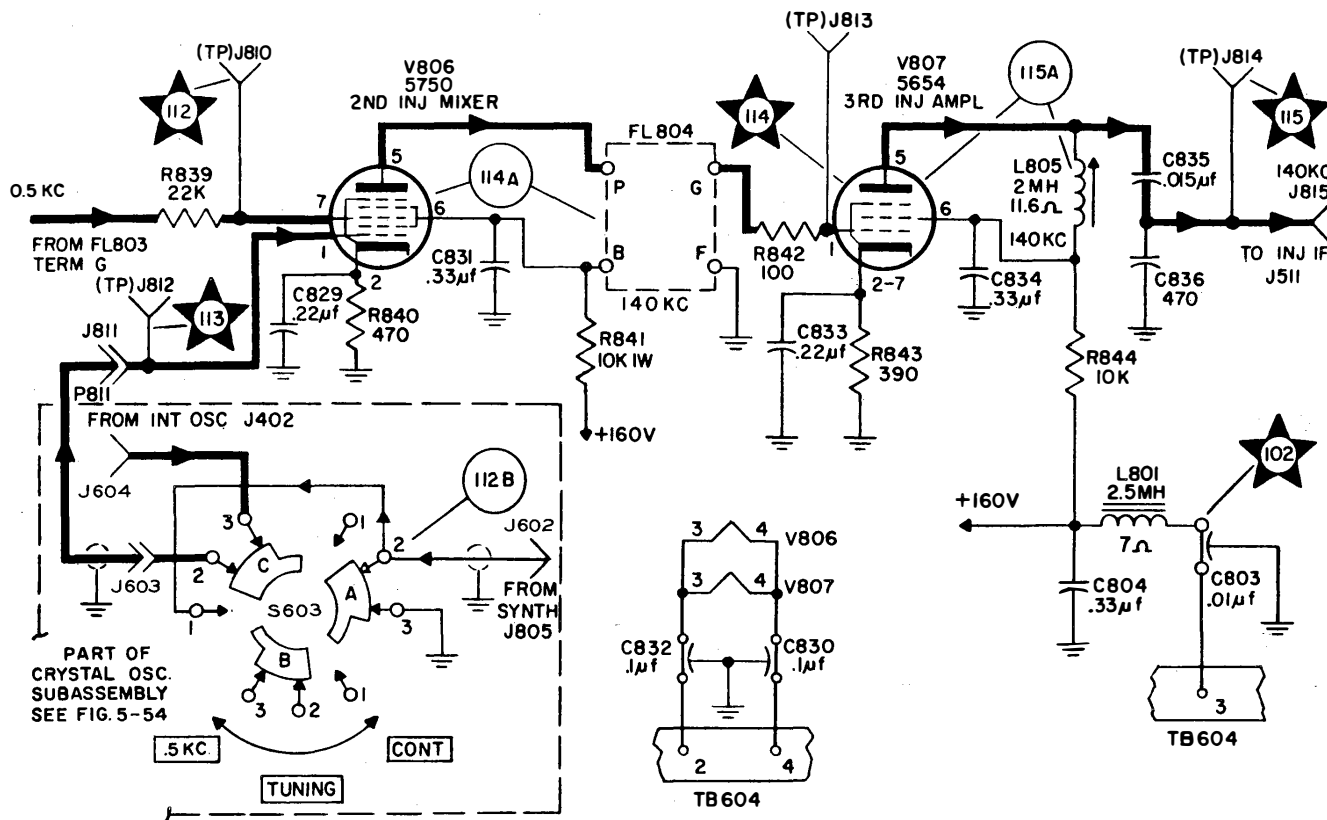 (TP)J810
112
V806
5750
2ND INJ MIXER
5
7
6
1
2
R839
22K
0.5 KC
FROM FL803
TERM G
(TP)J812
113
J811
P811
C829
.22µf
R840
470
114A
C831
.33µf
FL804
P
G
B
F
140 KC
R841
10K 1W
+160V
(TP)J813
114
V807
5654
3RD INJ AMPL
115A
5
6
1
2-7
R842
100
C833
.22µf
R843
390
C834
.33µf
L805
2 MH
11.6Ω
140 KC
R844
10K
(TP)J814
115
C835
.015µf
140KC
J815
TO INJ IF
J511
C836
470
FROM INT OSC J402
J604
112B
J602
FROM
SYNTH
J805
J603
3
1
2
2
C
S603
A
1
3
B
3
2
1
PART OF
CRYSTAL OSC.
SUBASSEMBLY
SEE FIG. 5-54
.5 KC
CONT
TUNING
3
4
V806
3
4
V807
C832
.1µf
C830
.1µf
2
4
TB604
+160V
L801
2.5MH
7Ω
102
C804
.33µf
C803
.01µf
3
TB604